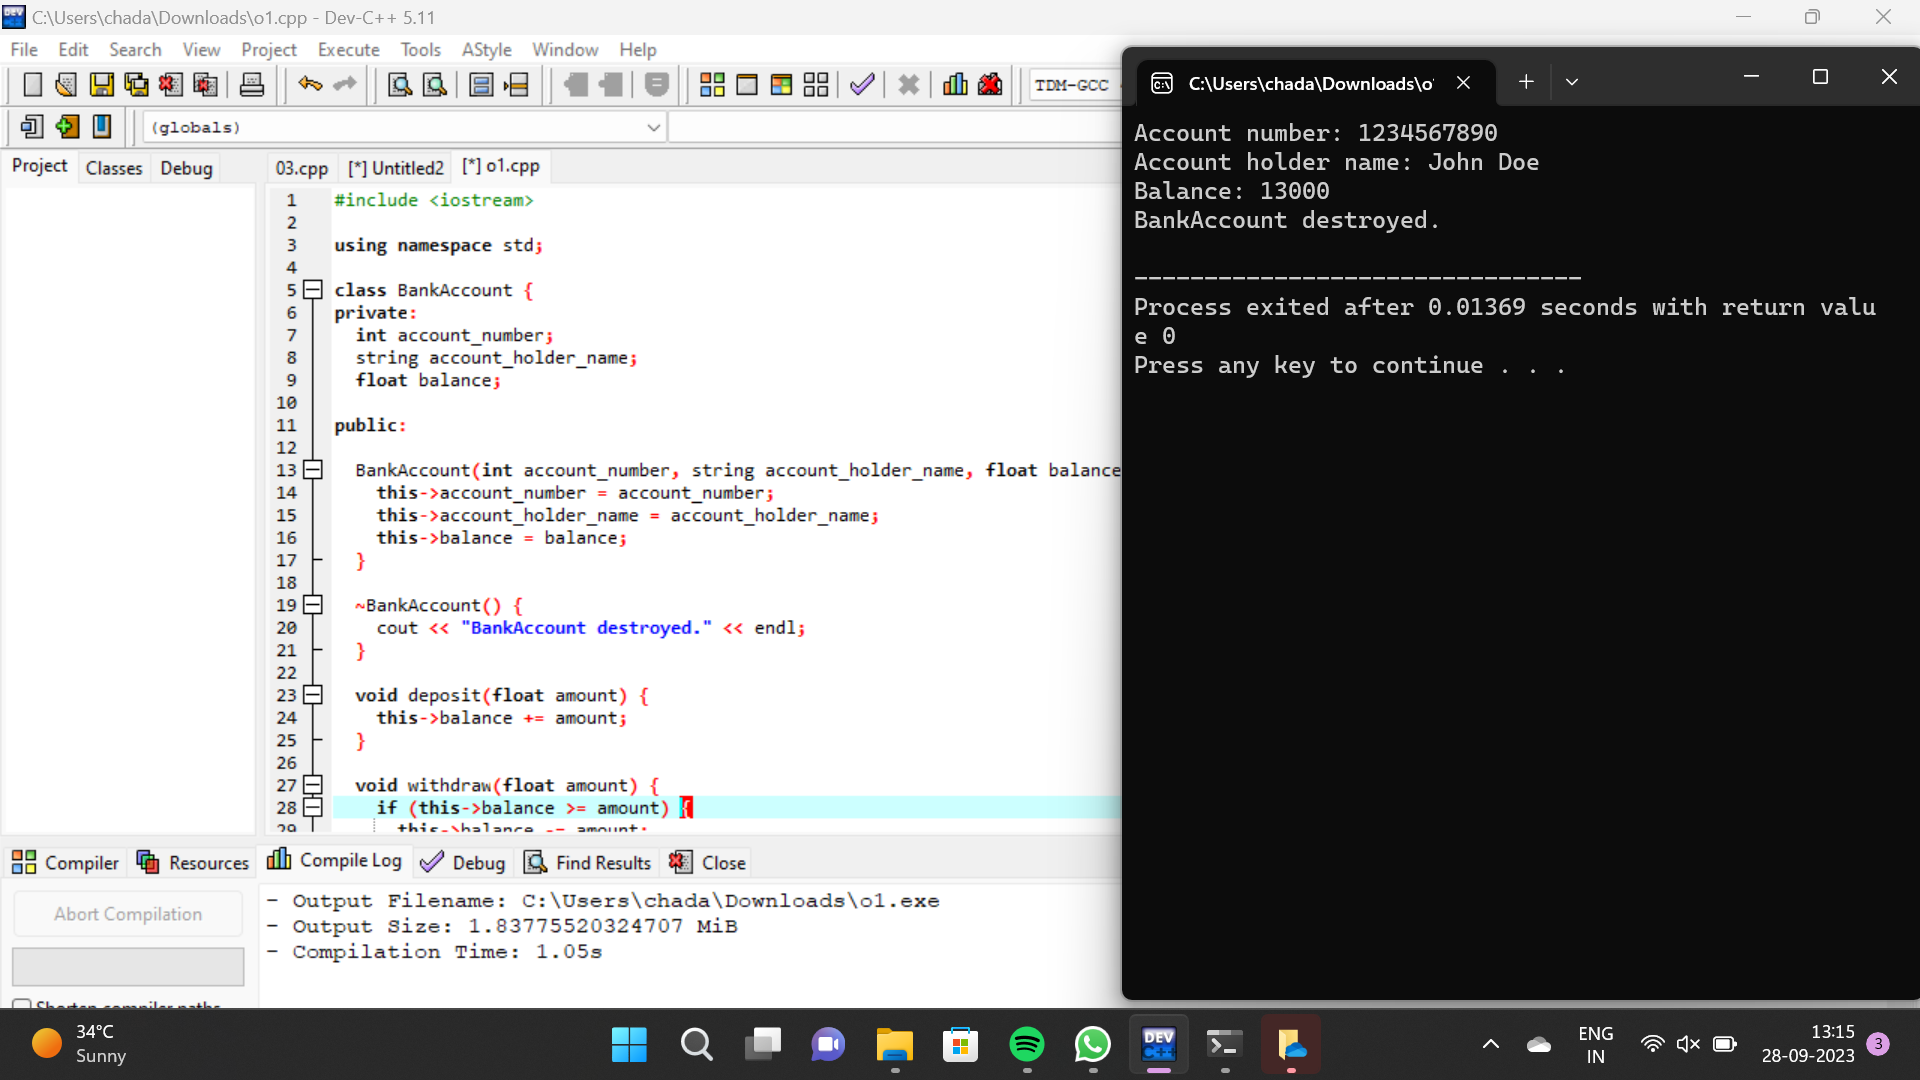 C:\Users\chada\Downloads\o1.cpp - Dev-C++ 5.11
File Edit Search View Project Execute Tools AStyle Window Help
TDM-GCC
(globals)
Project Classes Debug
03.cpp [*] Untitled2 [*] o1.cpp
1 #include <iostream>
2
3 using namespace std;
4
5 class BankAccount {
6 private:
7 int account_number;
8 string account_holder_name;
9 float balance;
10
11 public:
12
13 BankAccount(int account_number, string account_holder_name, float balance
14 this->account_number = account_number;
15 this->account_holder_name = account_holder_name;
16 this->balance = balance;
17 }
18
19 ~BankAccount() {
20 cout << "BankAccount destroyed." << endl;
21 }
22
23 void deposit(float amount) {
24 this->balance += amount;
25 }
26
27 void withdraw(float amount) {
28 if (this->balance >= amount) {
29 this->balance -= amount;
Compiler Resources Compile Log Debug Find Results Close
Abort Compilation
Shorten compiler paths
- Output Filename: C:\Users\chada\Downloads\o1.exe
- Output Size: 1.83775520324707 MiB
- Compilation Time: 1.05s
C:\Users\chada\Downloads\o
Account number: 1234567890
Account holder name: John Doe
Balance: 13000
BankAccount destroyed.
--------------------------------
Process exited after 0.01369 seconds with return valu
e 0
Press any key to continue . . .
34°C
Sunny
DEV
C++
ENG
IN
13:15
28-09-2023
3